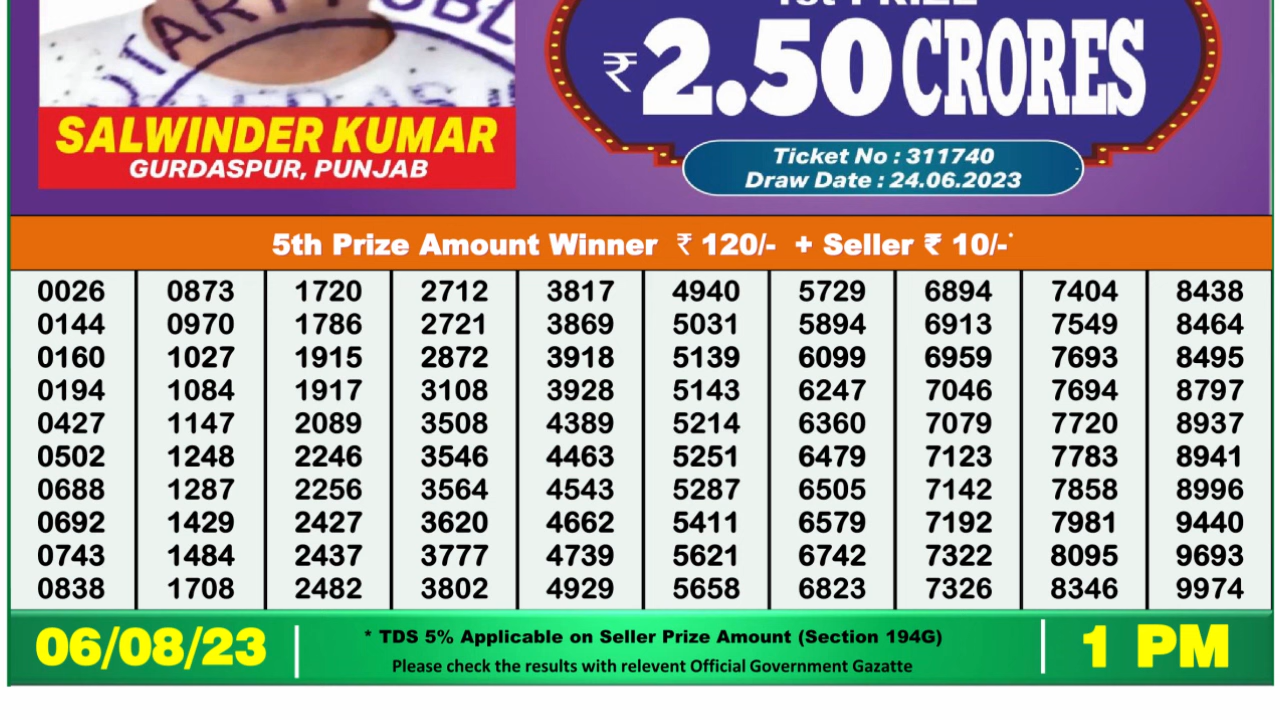 1st PRIZE
₹2.50 CRORES
SALWINDER KUMAR
GURDASPUR, PUNJAB
Ticket No : 311740
Draw Date : 24.06.2023
5th Prize Amount Winner ₹ 120/- + Seller ₹ 10/-*
0026 0873 1720 2712 3817 4940 5729 6894 7404 8438
0144 0970 1786 2721 3869 5031 5894 6913 7549 8464
0160 1027 1915 2872 3918 5139 6099 6959 7693 8495
0194 1084 1917 3108 3928 5143 6247 7046 7694 8797
0427 1147 2089 3508 4389 5214 6360 7079 7720 8937
0502 1248 2246 3546 4463 5251 6479 7123 7783 8941
0688 1287 2256 3564 4543 5287 6505 7142 7858 8996
0692 1429 2427 3620 4662 5411 6579 7192 7981 9440
0743 1484 2437 3777 4739 5621 6742 7322 8095 9693
0838 1708 2482 3802 4929 5658 6823 7326 8346 9974
06/08/23
* TDS 5% Applicable on Seller Prize Amount (Section 194G)
Please check the results with relevent Official Government Gazatte
1 PM